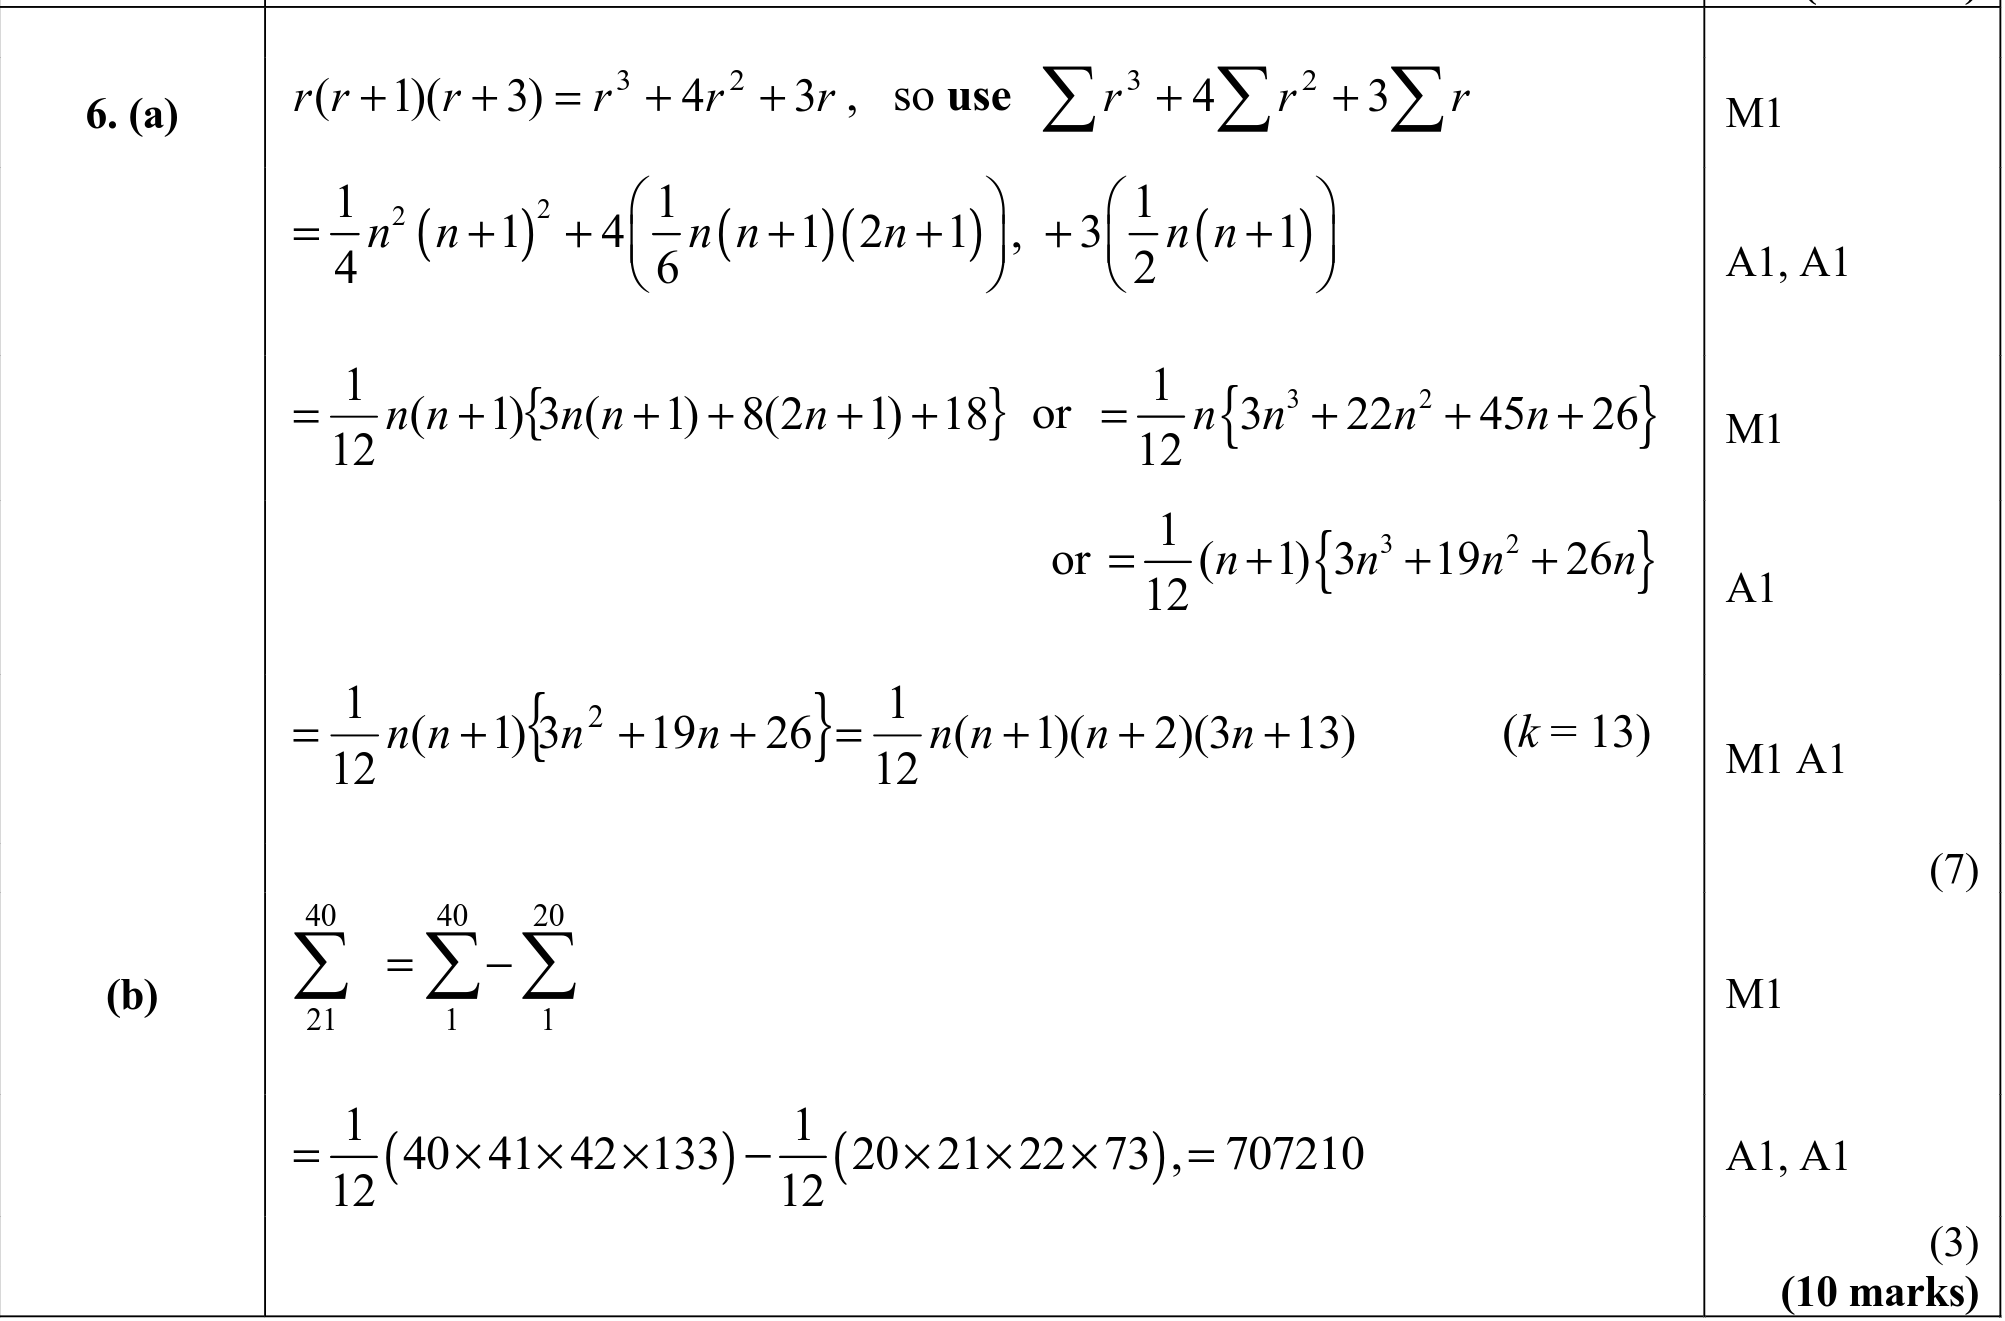 6. (a) r(r + 1)(r + 3) = r³ + 4r² + 3r , so use ∑r³ + 4∑r² + 3∑r M1
= 1/4 n² (n + 1)² + 4(1/6 n(n + 1)(2n + 1)), + 3(1/2 n(n + 1)) A1, A1
= 1/12 n(n + 1){3n(n + 1) + 8(2n + 1) + 18} or = 1/12 n{3n³ + 22n² + 45n + 26} M1
or = 1/12 (n + 1){3n³ + 19n² + 26n} A1
= 1/12 n(n + 1){3n² + 19n + 26} = 1/12 n(n + 1)(n + 2)(3n + 13) (k = 13) M1 A1
(7)
(b) ∑_{21}^{40} = ∑_{1}^{40} − ∑_{1}^{20} M1
= 1/12 (40 × 41 × 42 × 133) − 1/12 (20 × 21 × 22 × 73), = 707210 A1, A1
(3)
(10 marks)